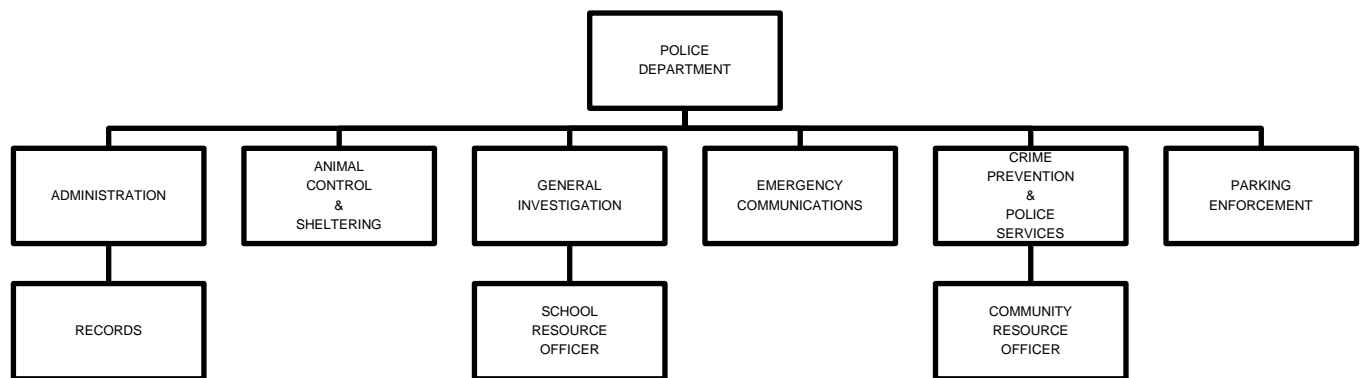 POLICE
DEPARTMENT
ADMINISTRATION
ANIMAL
CONTROL
&
SHELTERING
GENERAL
INVESTIGATION
EMERGENCY
COMMUNICATIONS
CRIME
PREVENTION
&
POLICE
SERVICES
PARKING
ENFORCEMENT
RECORDS
SCHOOL
RESOURCE
OFFICER
COMMUNITY
RESOURCE
OFFICER